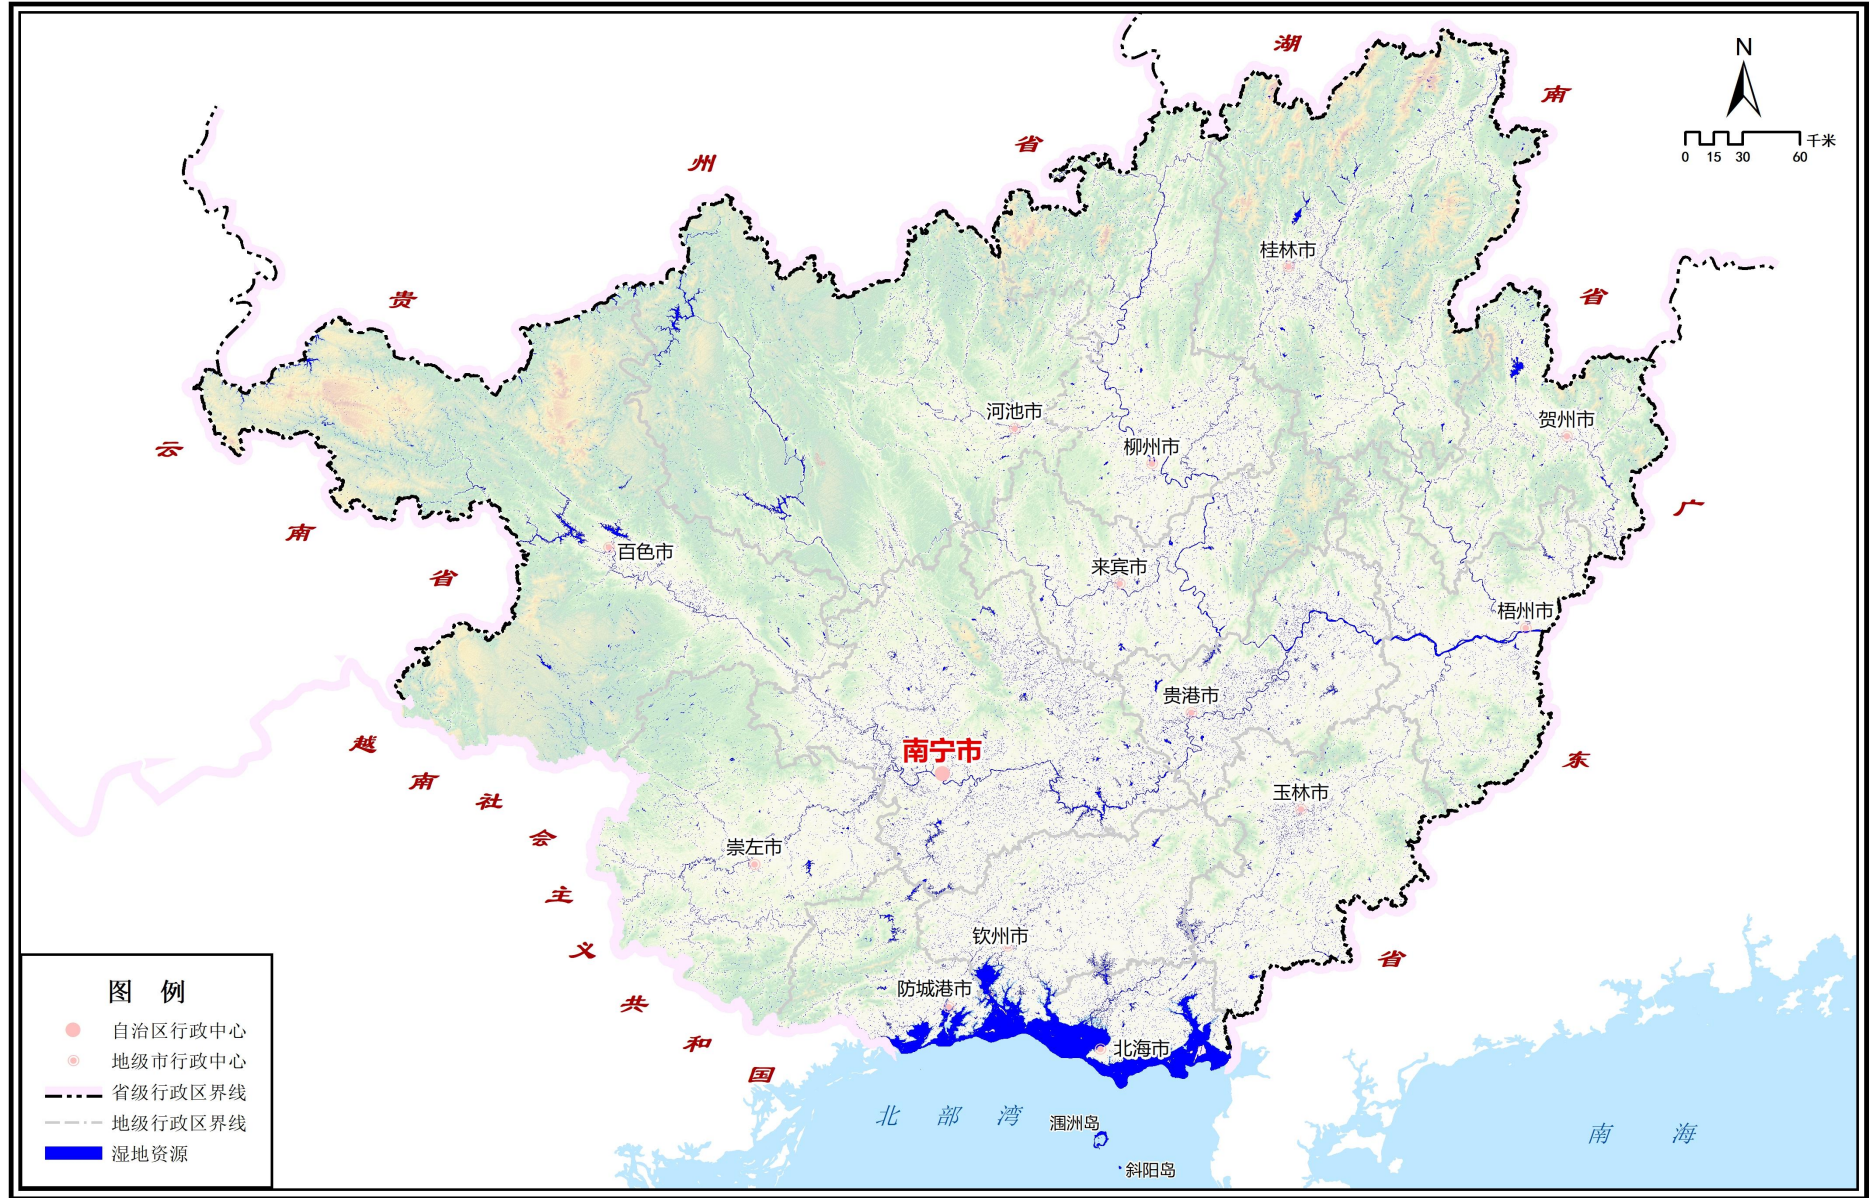 湖
南
省
N
千米
0 15 30 60
贵
州
省
桂林市
河池市
柳州市
贺州市
云
南
省
广
东
省
百色市
来宾市
梧州市
贵港市
南宁市
玉林市
崇左市
钦州市
防城港市
北海市
越
南
社
会
主
义
共
和
国
北部湾
涠洲岛
斜阳岛
南海
图例
自治区行政中心
地级市行政中心
省级行政区界线
地级行政区界线
湿地资源